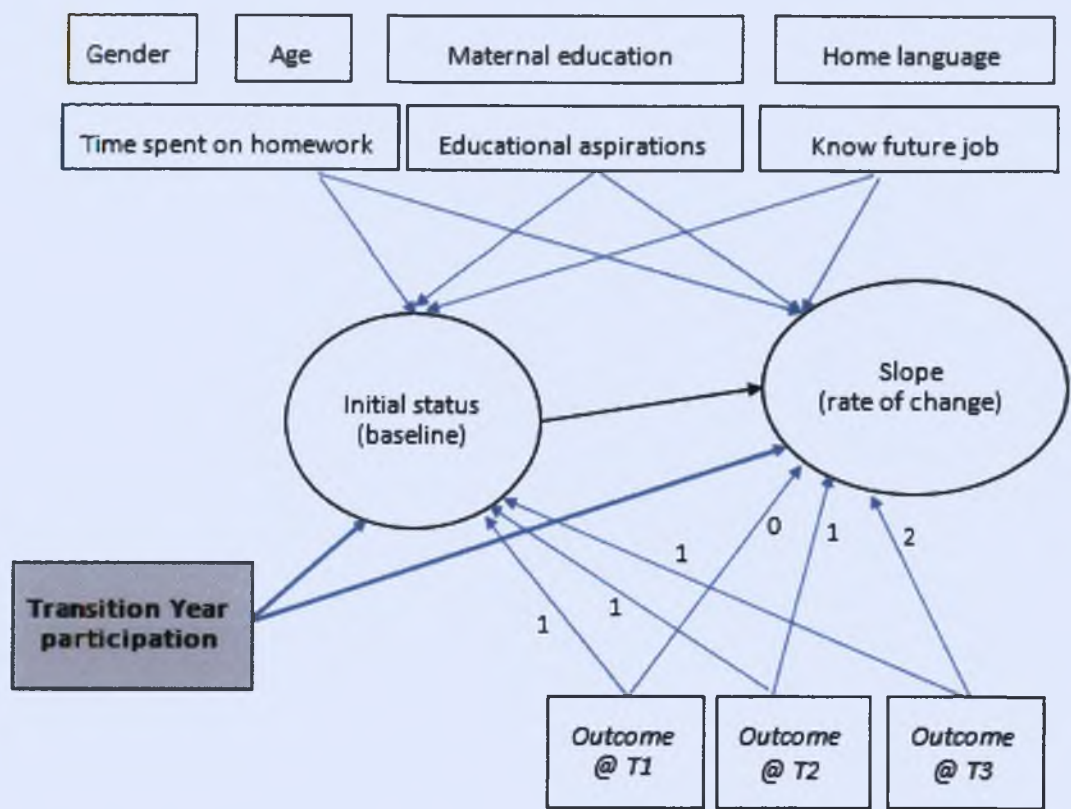 Gender
Age
Maternal education
Home language
Time spent on homework
Educational aspirations
Know future job
Initial status
(baseline)
Slope
(rate of change)
Transition Year
participation
1
1
1
0
1
2
Outcome
@ T1
Outcome
@ T2
Outcome
@ T3